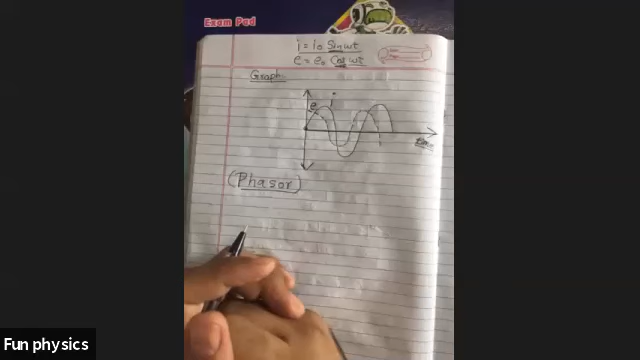 Exam Pad
i = i₀ Sinωt
e = e₀ Cosωt
Graph
e i
(Phasor)
Fun physics